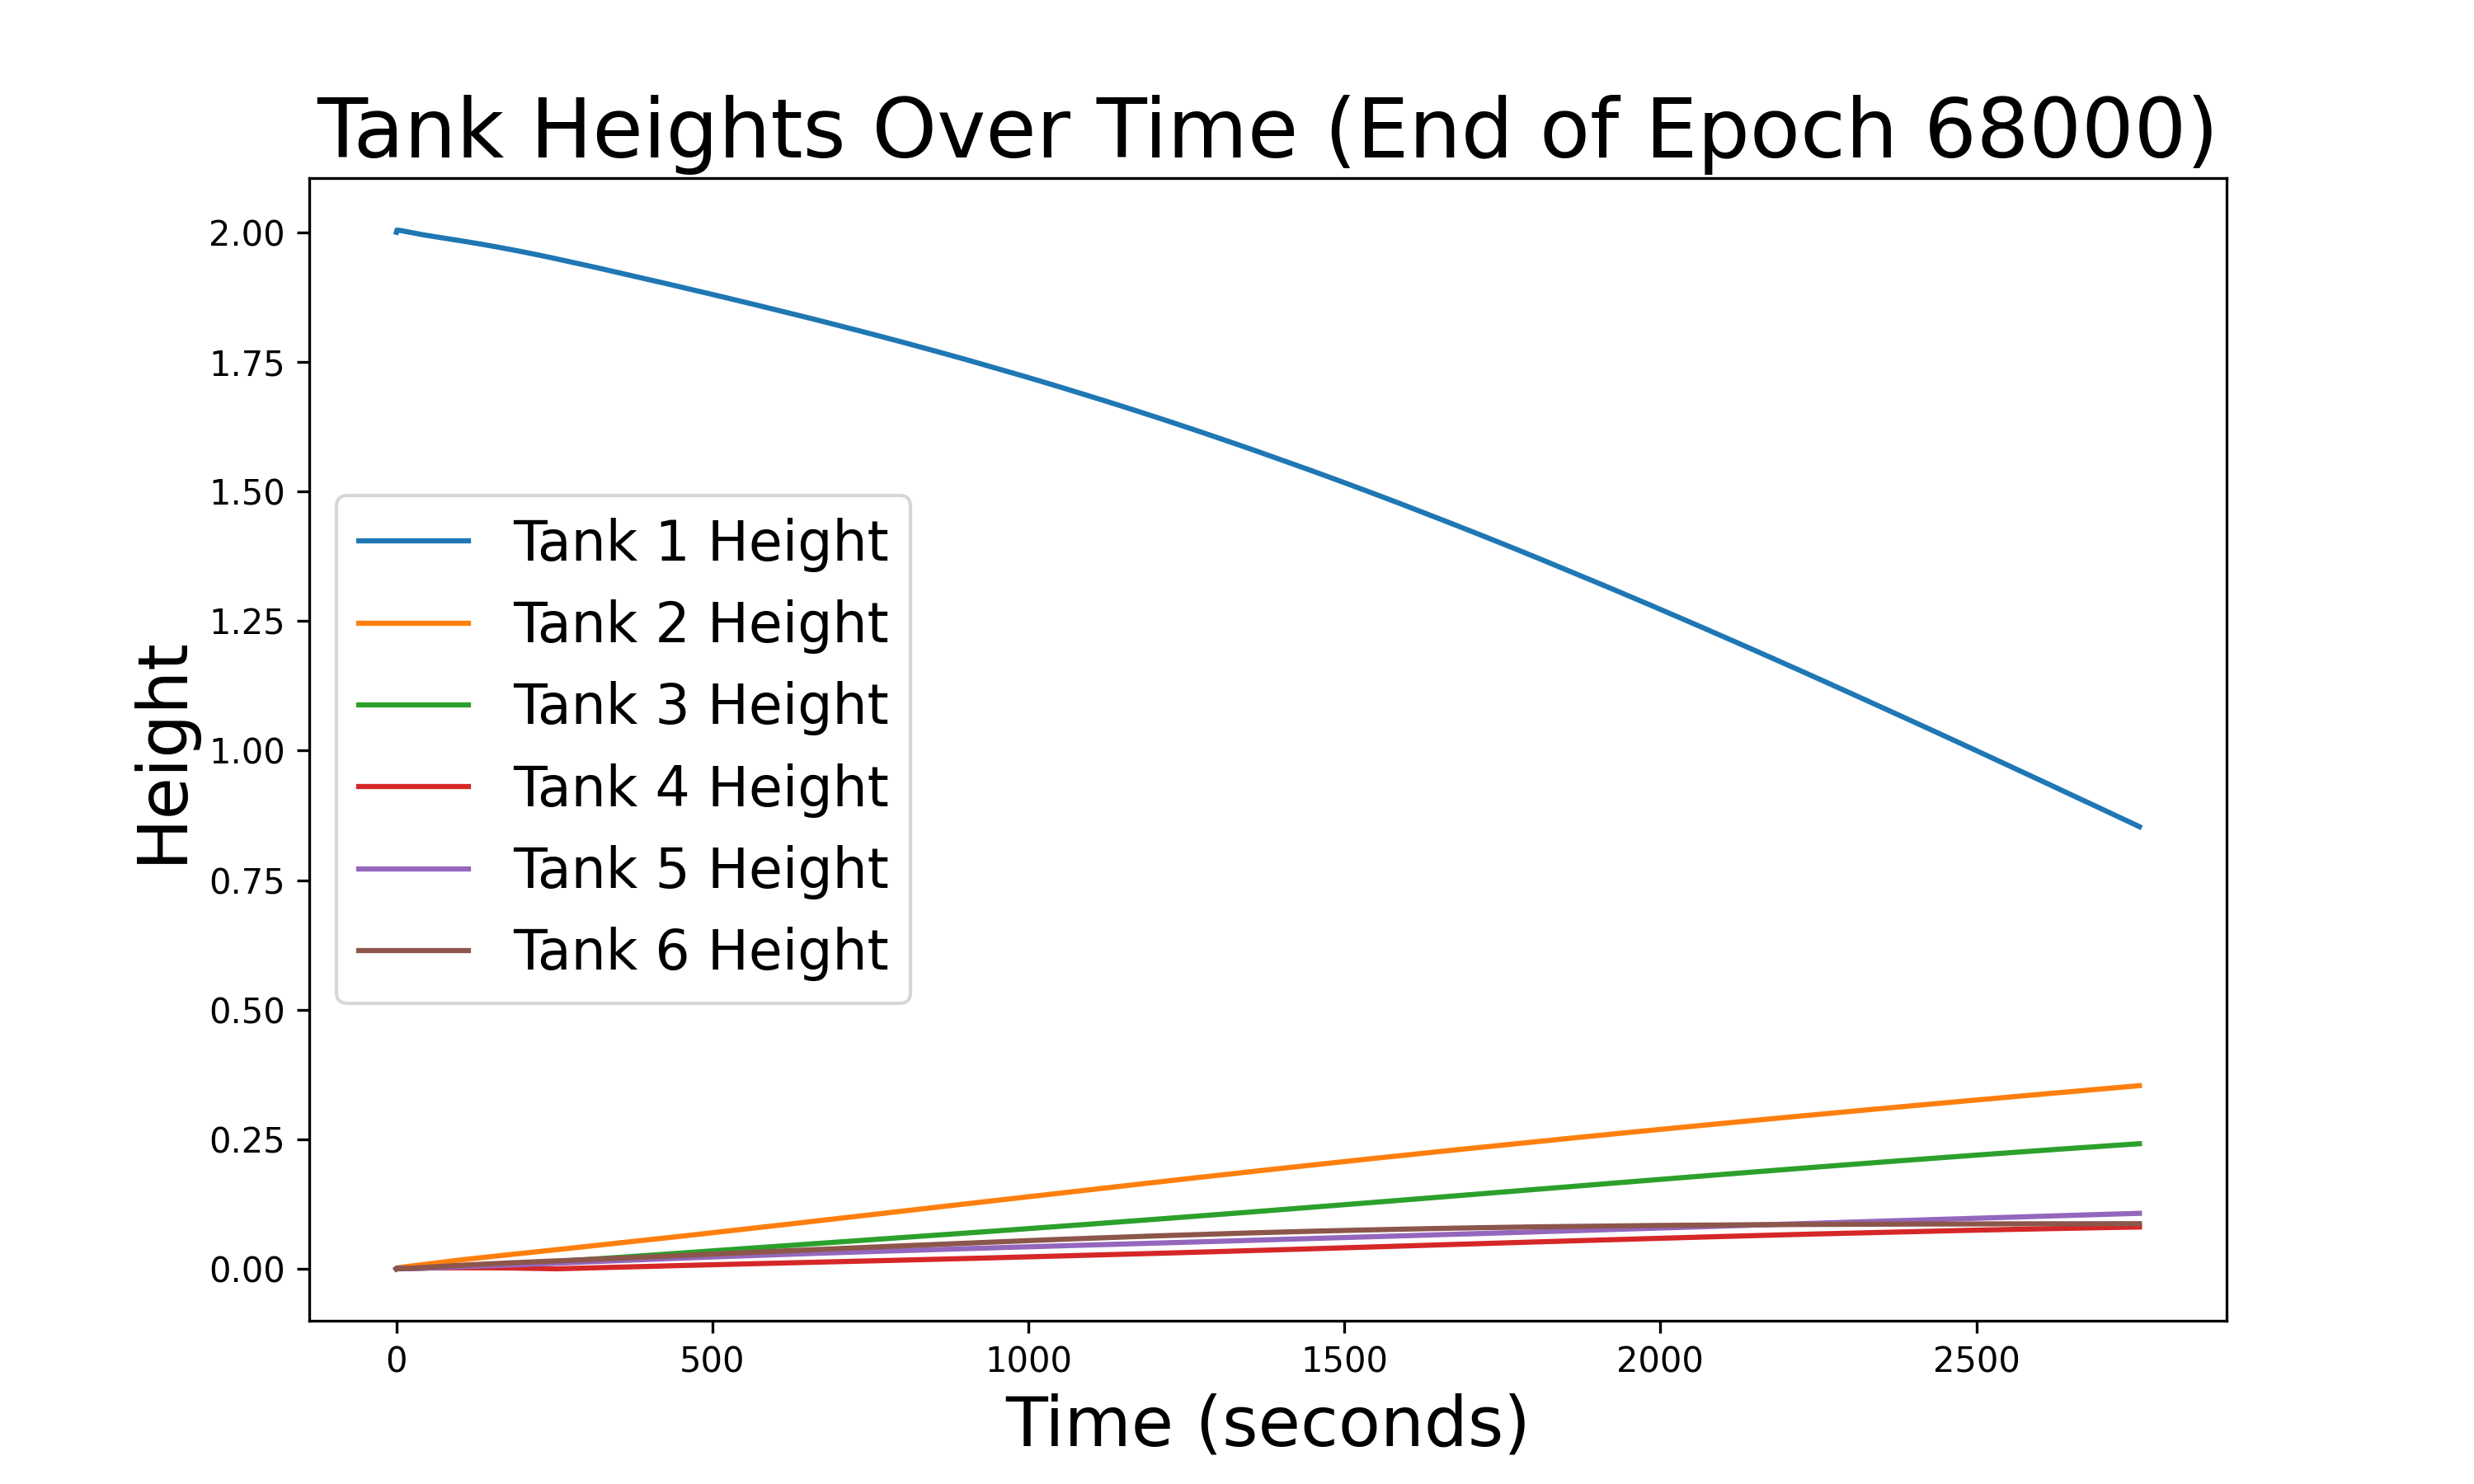 Tank Heights Over Time (End of Epoch 68000)
Height
2.00
1.75
1.50
1.25
1.00
0.75
0.50
0.25
0.00
Tank 1 Height
Tank 2 Height
Tank 3 Height
Tank 4 Height
Tank 5 Height
Tank 6 Height
0 500 1000 1500 2000 2500
Time (seconds)